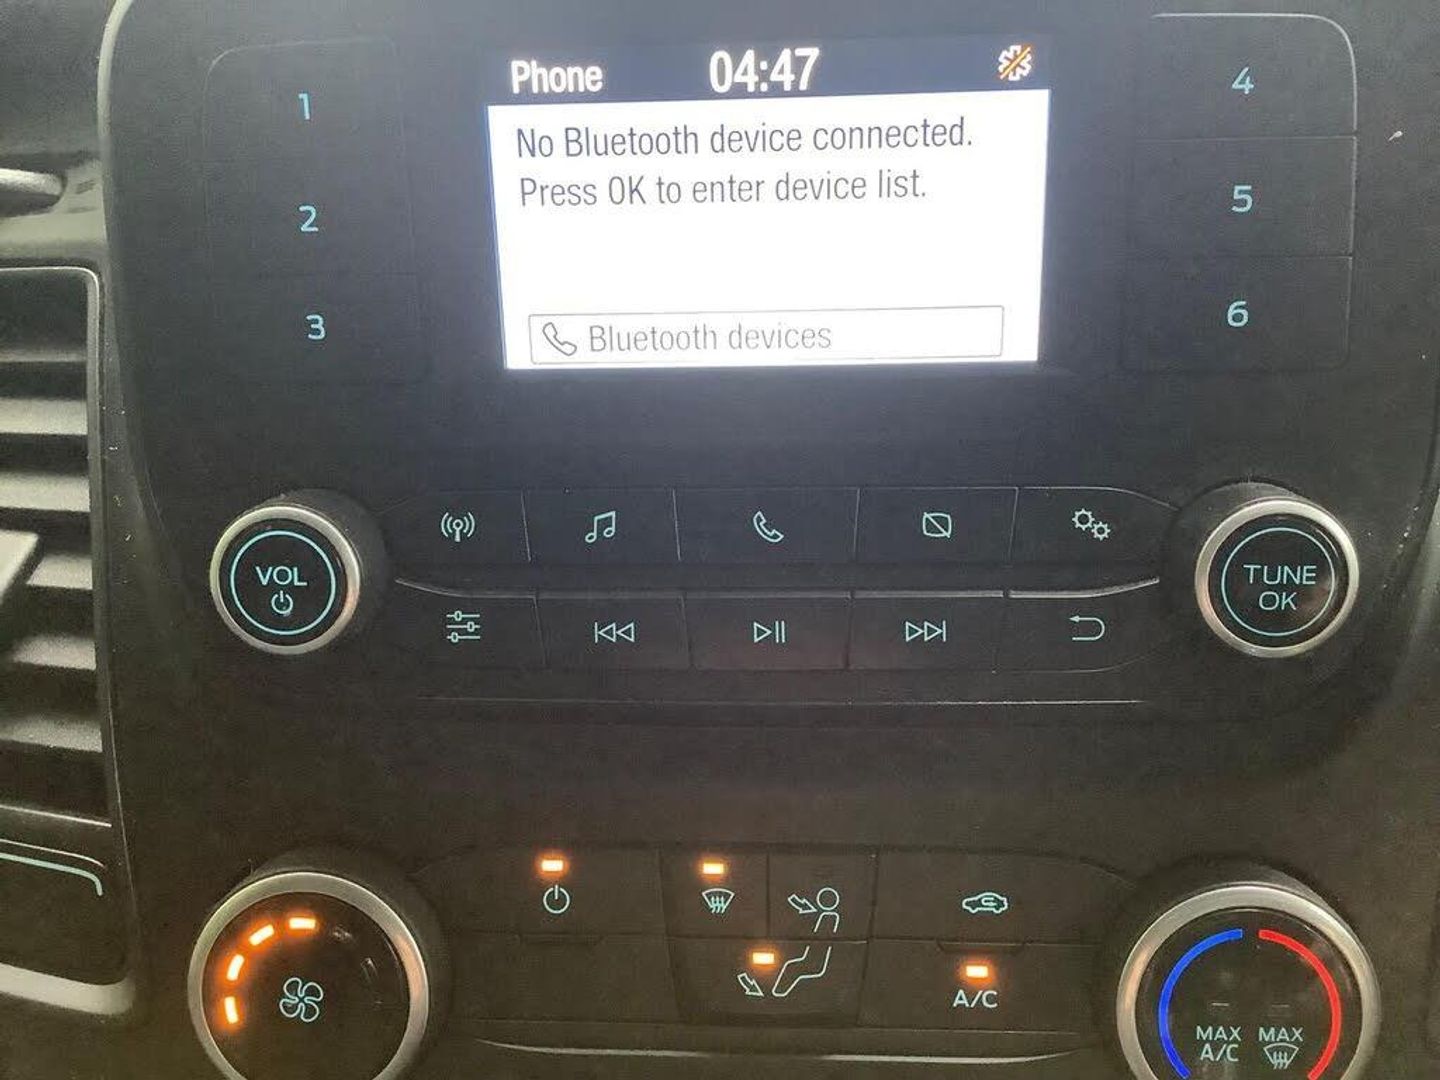 Phone 04:47
No Bluetooth device connected.
Press OK to enter device list.
Bluetooth devices
1
2
3
4
5
6
VOL
TUNE
OK
A/C
MAX
A/C
MAX